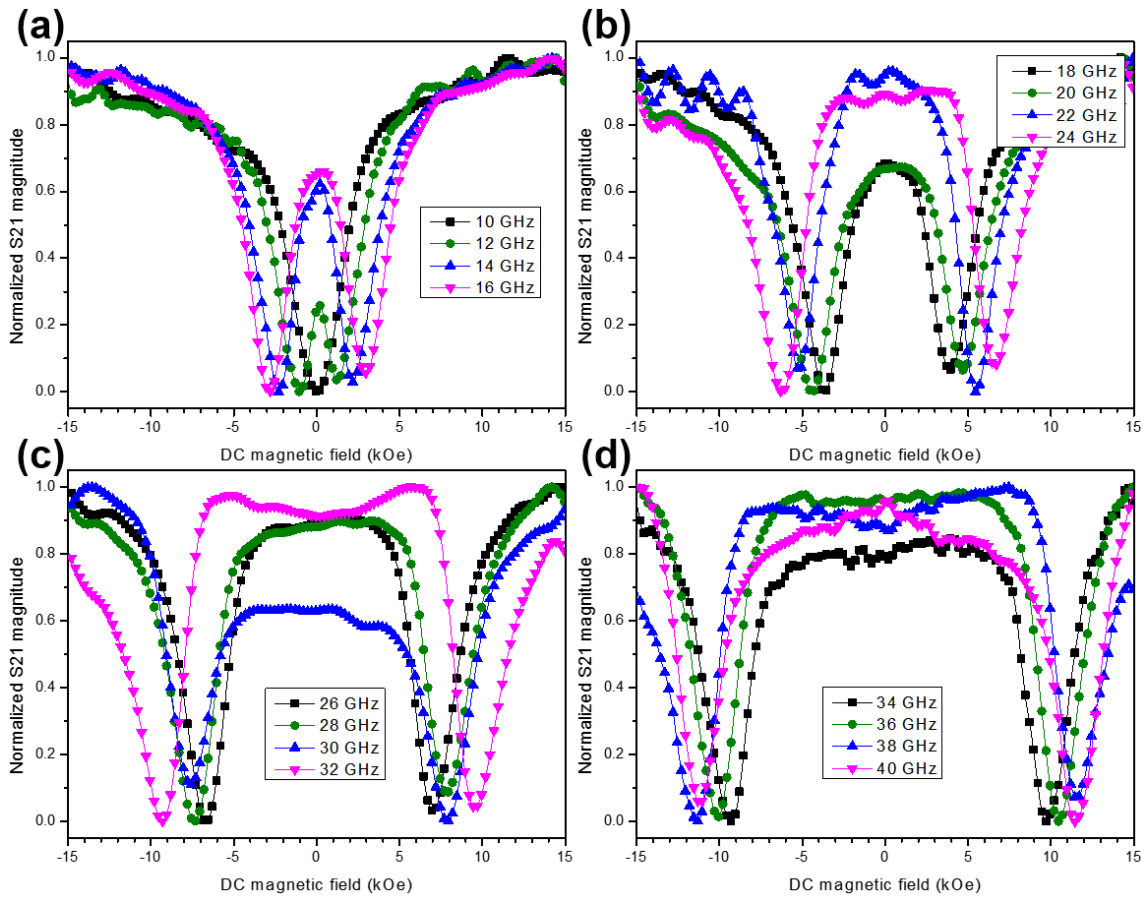 (a)
1.0
0.8
0.6
0.4
0.2
0.0
Normalized S21 magnitude
10 GHz
12 GHz
14 GHz
16 GHz
-15 -10 -5 0 5 10 15
DC magnetic field (kOe)
(b)
1.0
0.8
0.6
0.4
0.2
0.0
Normalized S21 magnitude
18 GHz
20 GHz
22 GHz
24 GHz
-15 -10 -5 0 5 10 15
DC magnetic field (kOe)
(c)
1.0
0.8
0.6
0.4
0.2
0.0
Normalized S21 magnitude
26 GHz
28 GHz
30 GHz
32 GHz
-15 -10 -5 0 5 10 15
DC magnetic field (kOe)
(d)
1.0
0.8
0.6
0.4
0.2
0.0
Normalized S21 magnitude
34 GHz
36 GHz
38 GHz
40 GHz
-15 -10 -5 0 5 10 15
DC magnetic field (kOe)